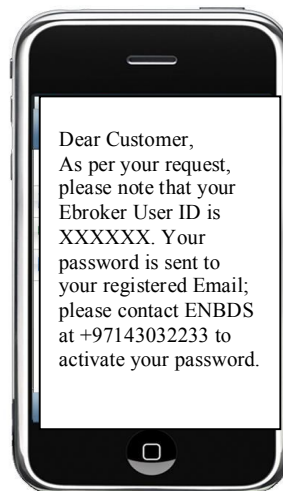 Dear Customer,
As per your request,
please note that your
Ebroker User ID is
XXXXXX. Your
password is sent to
your registered Email;
please contact ENBDS
at +97143032233 to
activate your password.